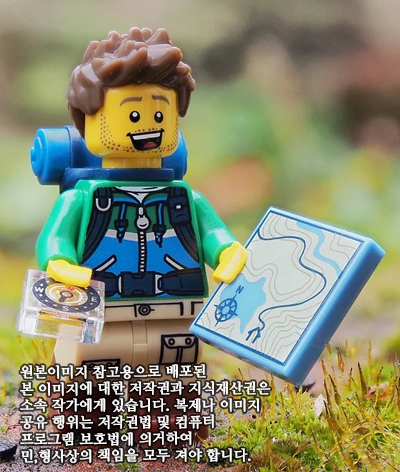 원본이미지 참고용으로 배포된
본 이미지에 대한 저작권과 지식재산권은
소속 작가에게 있습니다. 복제나 이미지
공유 행위는 저작권법 및 컴퓨터
프로그램 보호법에 의거하여
민,형사상의 책임을 모두 져야 합니다.